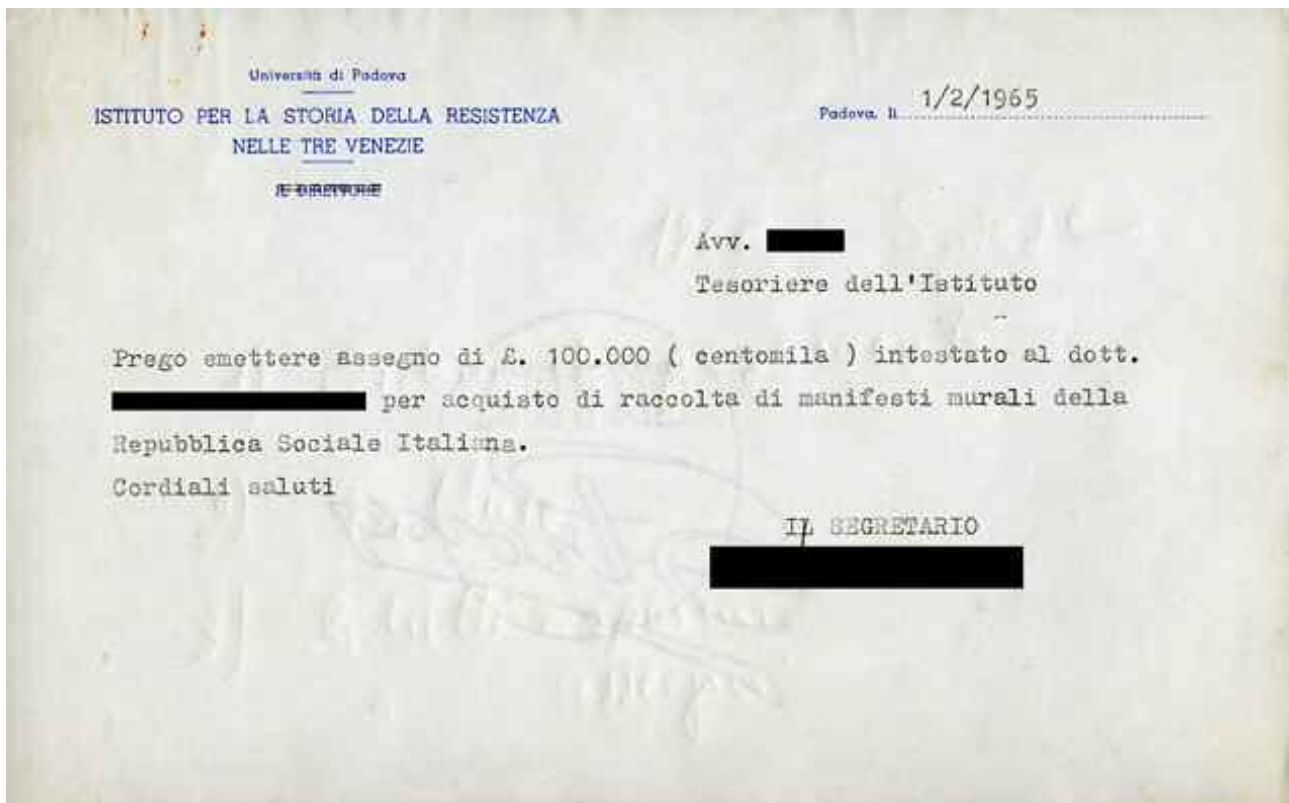 Università di Padova
ISTITUTO PER LA STORIA DELLA RESISTENZA
NELLE TRE VENEZIE
IL DIRETTORE
Padova, li 1/2/1965
Avv.
Tesoriere dell'Istituto
Prego emettere assegno di £. 100.000 ( centomila ) intestato al dott.
per acquisto di raccolta di manifesti murali della
Repubblica Sociale Italiana.
Cordiali saluti
IL SEGRETARIO